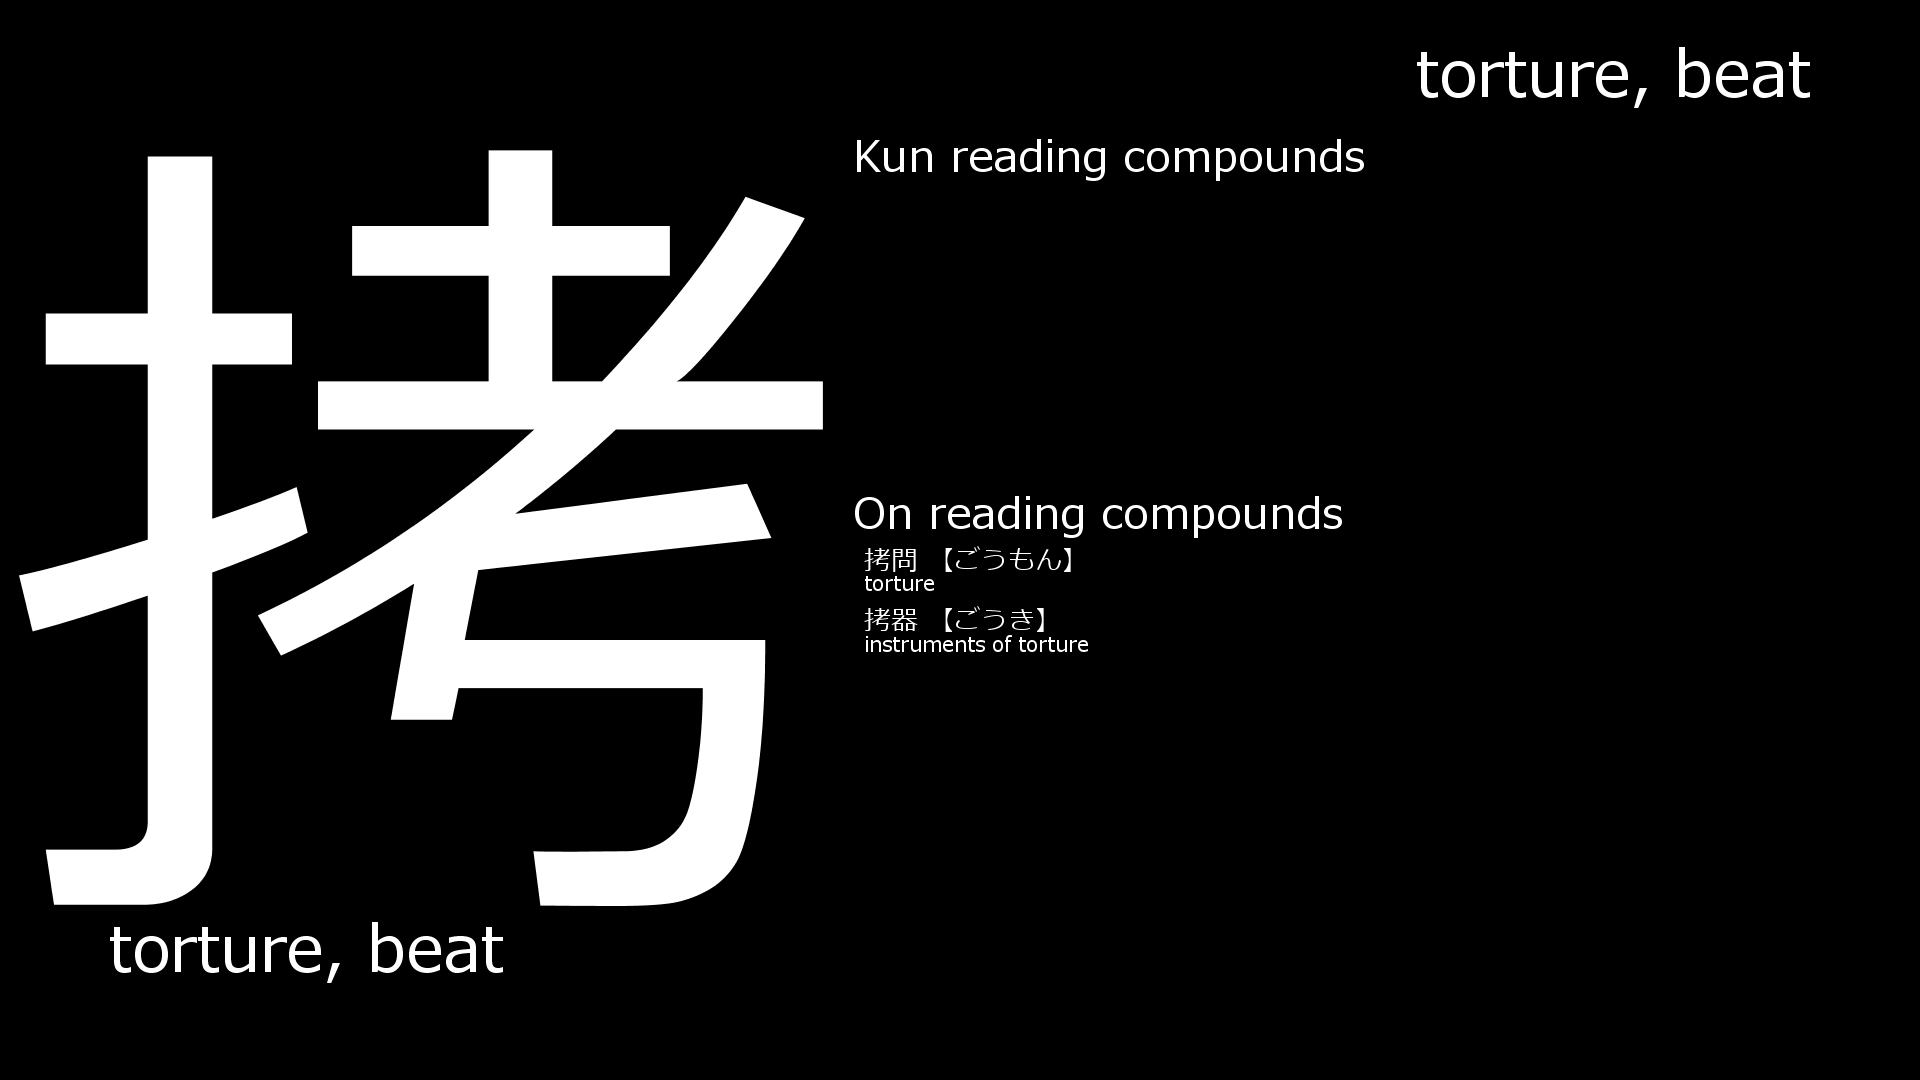 torture, beat
拷
Kun reading compounds
On reading compounds
拷問 【ごうもん】
torture
拷器 【ごうき】
instruments of torture
torture, beat